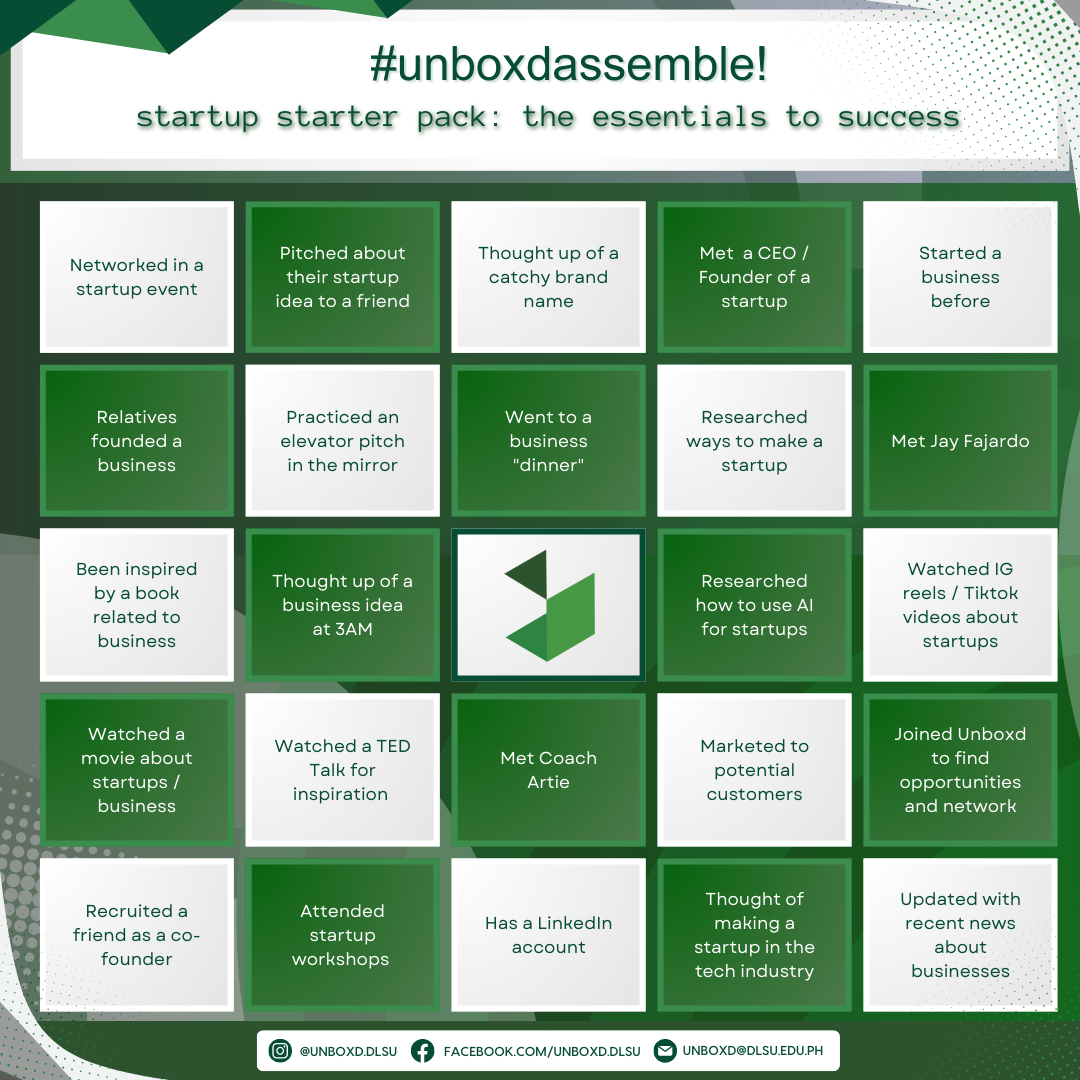 #unboxdassemble!
startup starter pack: the essentials to success
Networked in a
startup event
Pitched about
their startup
idea to a friend
Thought up of a
catchy brand
name
Met a CEO /
Founder of a
startup
Started a
business
before
Relatives
founded a
business
Practiced an
elevator pitch
in the mirror
Went to a
business
"dinner"
Researched
ways to make a
startup
Met Jay Fajardo
Been inspired
by a book
related to
business
Thought up of a
business idea
at 3AM
Researched
how to use AI
for startups
Watched IG
reels / Tiktok
videos about
startups
Watched a
movie about
startups /
business
Watched a TED
Talk for
inspiration
Met Coach
Artie
Marketed to
potential
customers
Joined Unboxd
to find
opportunities
and network
Recruited a
friend as a co-
founder
Attended
startup
workshops
Has a LinkedIn
account
Thought of
making a
startup in the
tech industry
Updated with
recent news
about
businesses
@UNBOXD.DLSU FACEBOOK.COM/UNBOXD.DLSU UNBOXD@DLSU.EDU.PH